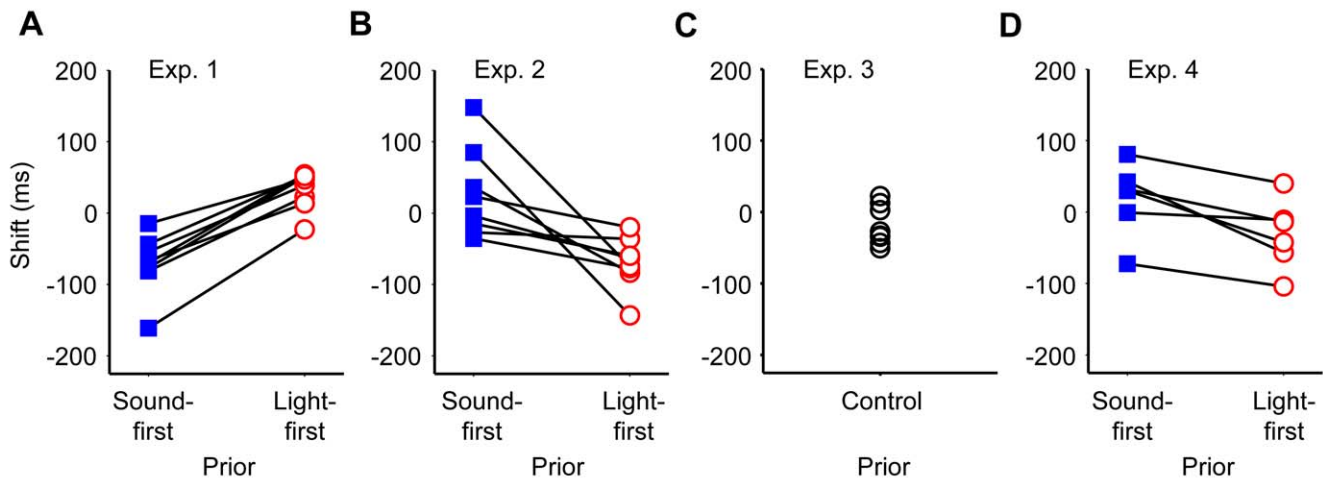 A
B
C
D
Exp. 1
Exp. 2
Exp. 3
Exp. 4
Shift (ms)
200
100
0
-100
-200
200
100
0
-100
-200
200
100
0
-100
-200
200
100
0
-100
-200
Sound-
first
Light-
first
Prior
Sound-
first
Light-
first
Prior
Control
Prior
Sound-
first
Light-
first
Prior